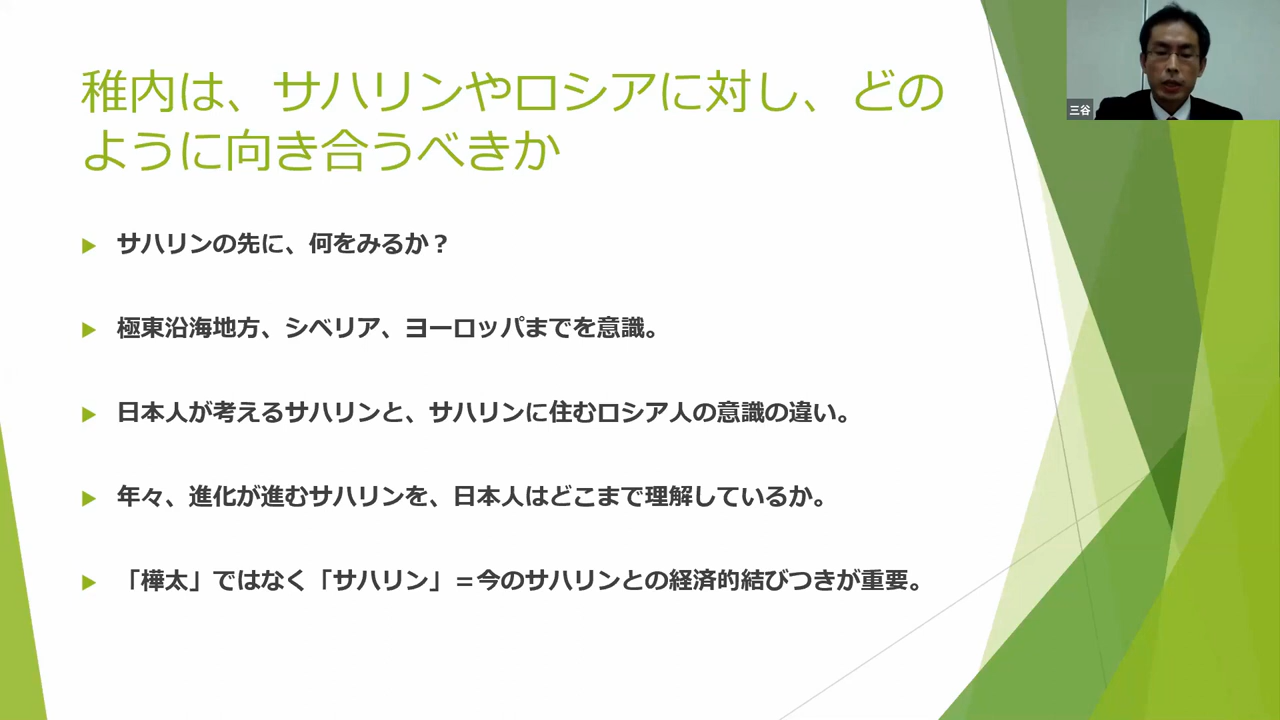 稚内は、サハリンやロシアに対し、どの
ように向き合うべきか
サハリンの先に、何をみるか？
極東沿海地方、シベリア、ヨーロッパまでを意識。
日本人が考えるサハリンと、サハリンに住むロシア人の意識の違い。
年々、進化が進むサハリンを、日本人はどこまで理解しているか。
「樺太」ではなく「サハリン」＝今のサハリンとの経済的結びつきが重要。
三谷